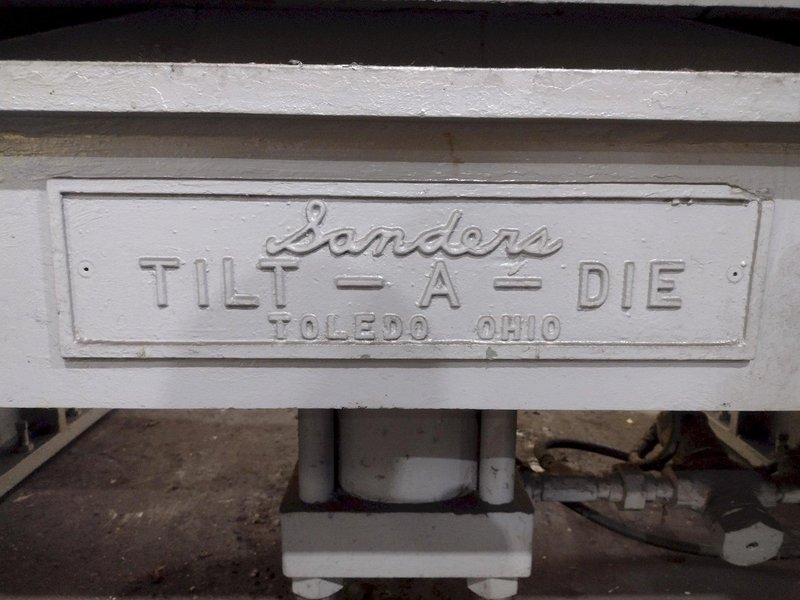 Sanders
TILT - A - DIE
TOLEDO OHIO